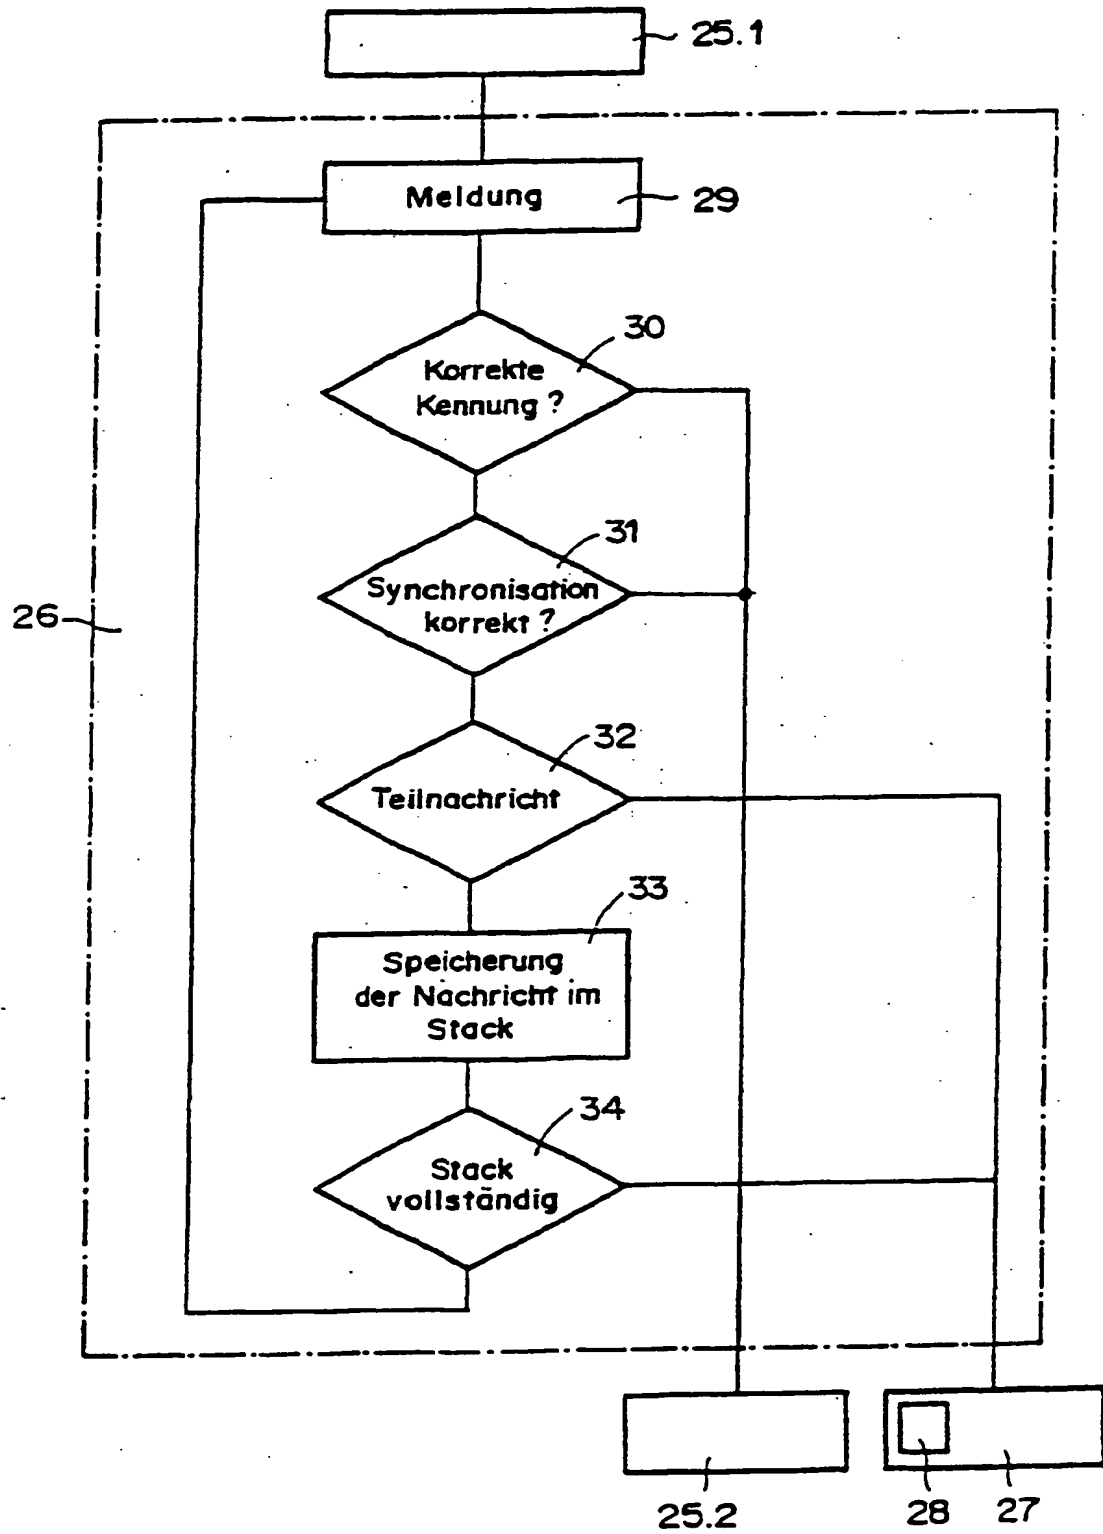 25.1
Meldung
29
30
Korrekte
Kennung ?
31
Synchronisation
korrekt ?
26
32
Teilnachricht
33
Speicherung
der Nachricht im
Stack
34
Stack
vollständig
25.2
28
27